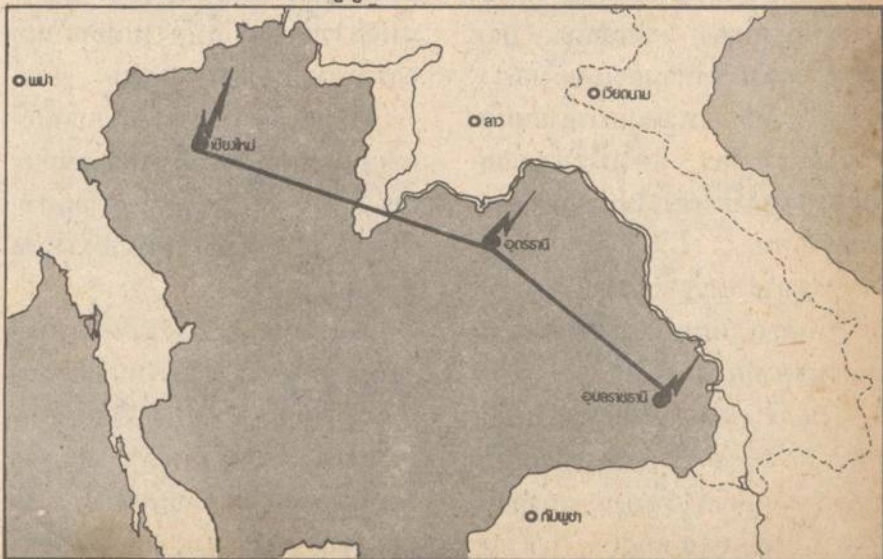 พม่า
เวียดนาม
ลาว
เชียงใหม่
อุดรธานี
อุบลราชธานี
กัมพูชา